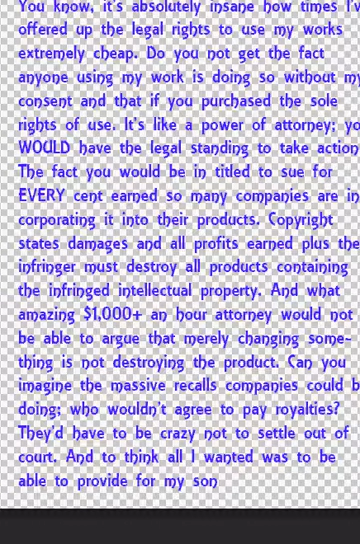 You know, it's absolutely insane how times I'v
offered up the legal rights to use my works
extremely cheap. Do you not get the fact
anyone using my work is doing so without my
consent and that if you purchased the sole
rights of use. It's like a power of attorney; yo
WOULD have the legal standing to take action
The fact you would be in titled to sue for
EVERY cent earned so many companies are in
corporating it into their products. Copyright
states damages and all profits earned plus the
infringer must destroy all products containing
the infringed intellectual property. And what
amazing $1,000+ an hour attorney would not
be able to argue that merely changing some-
thing is not destroying the product. Can you
imagine the massive recalls companies could b
doing; who wouldn't agree to pay royalties?
They'd have to be crazy not to settle out of
court. And to think all I wanted was to be
able to provide for my son